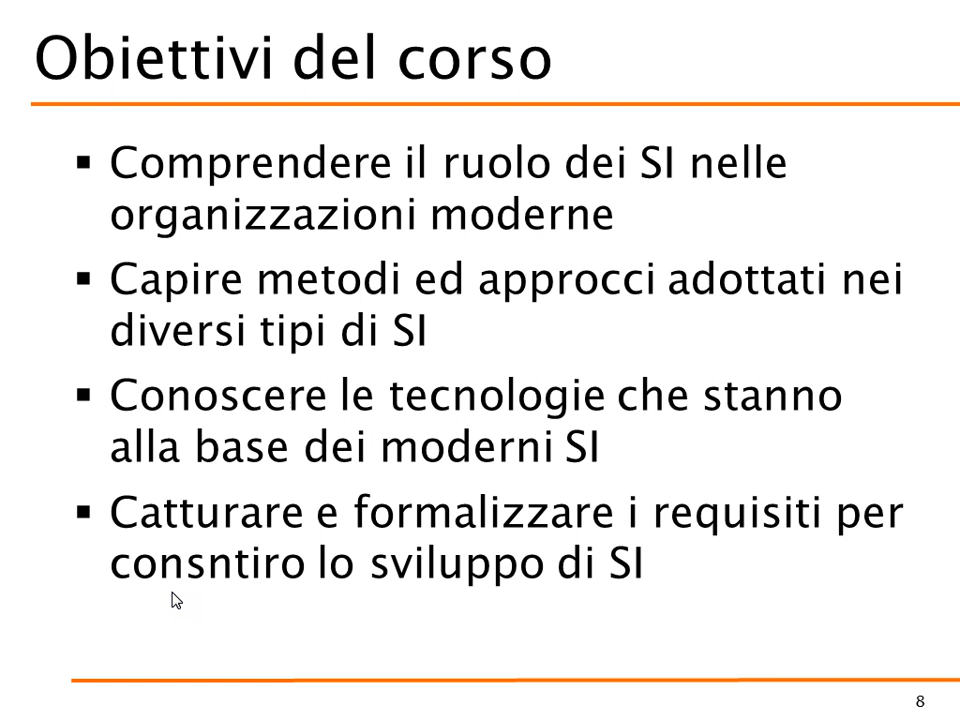 Obiettivi del corso
▪ Comprendere il ruolo dei SI nelle
organizzazioni moderne
▪ Capire metodi ed approcci adottati nei
diversi tipi di SI
▪ Conoscere le tecnologie che stanno
alla base dei moderni SI
▪ Catturare e formalizzare i requisiti per
consntiro lo sviluppo di SI
8